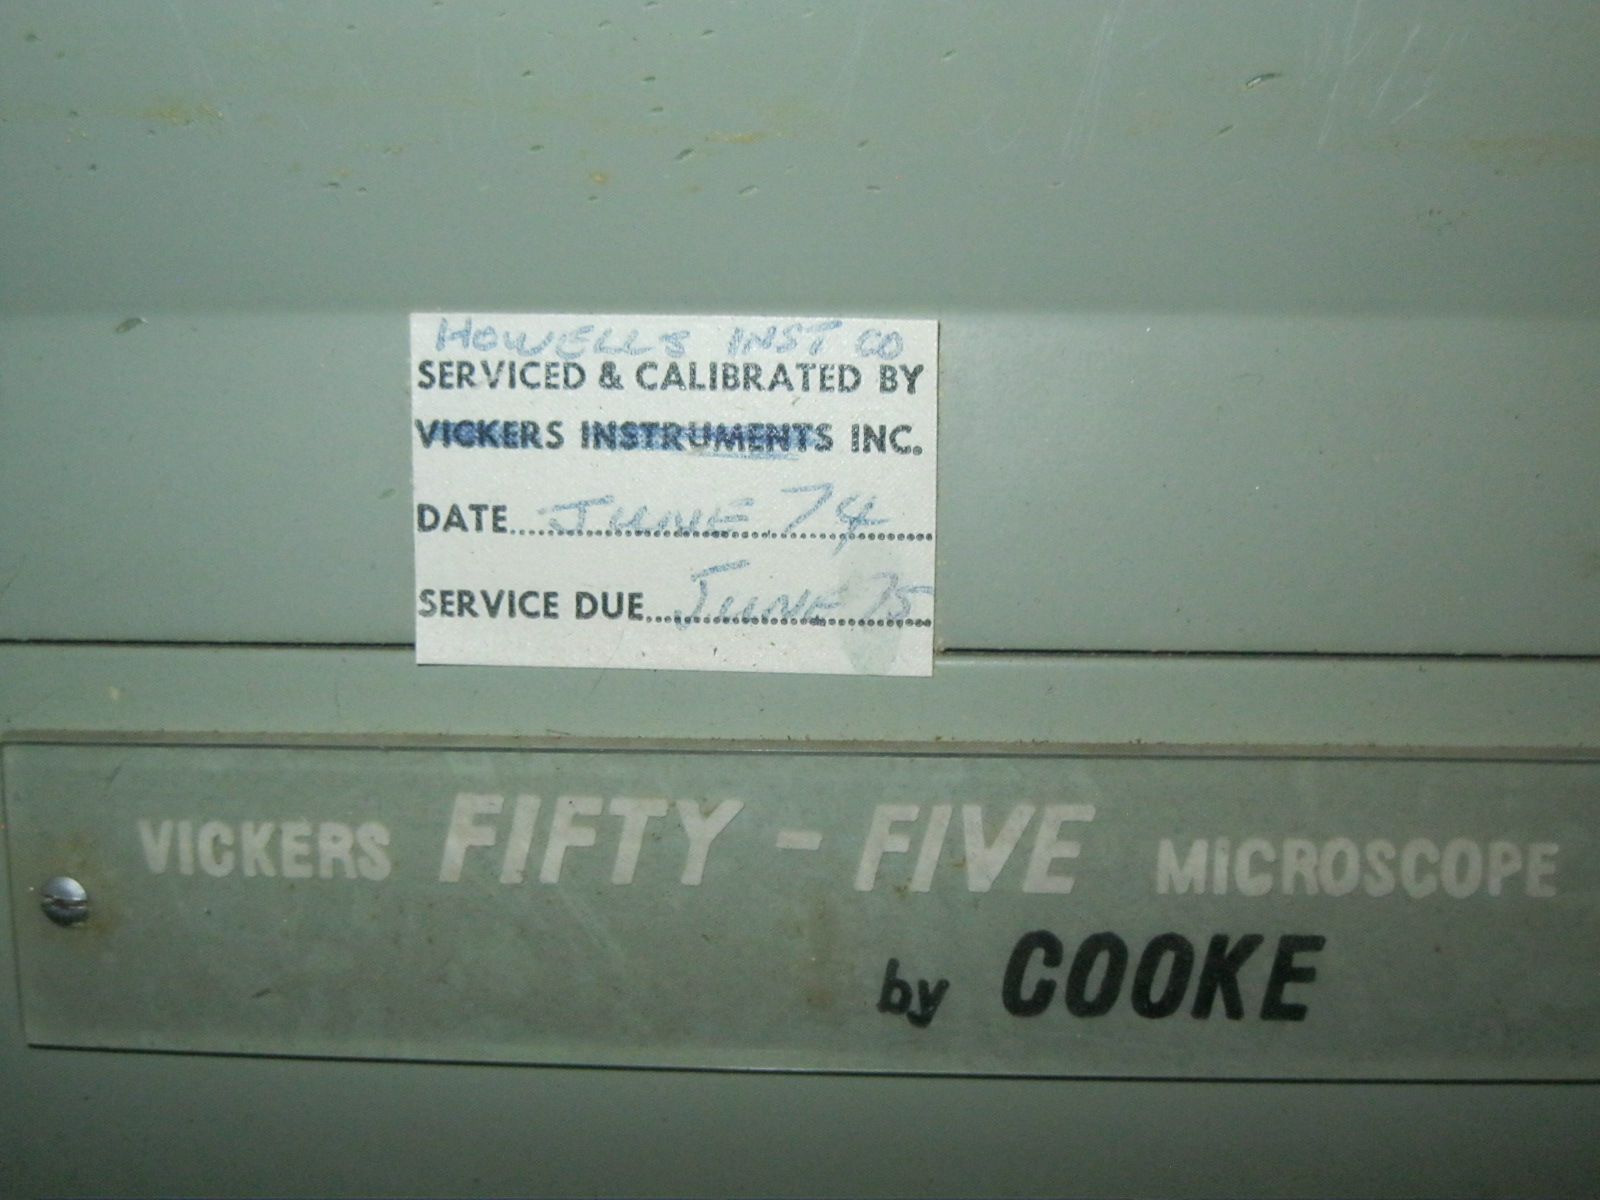 HOWELLS INST CO
SERVICED & CALIBRATED BY
VICKERS INSTRUMENTS INC.
DATE....JUNE 74
SERVICE DUE....JUNE 75
VICKERS FIFTY - FIVE MICROSCOPE
by COOKE